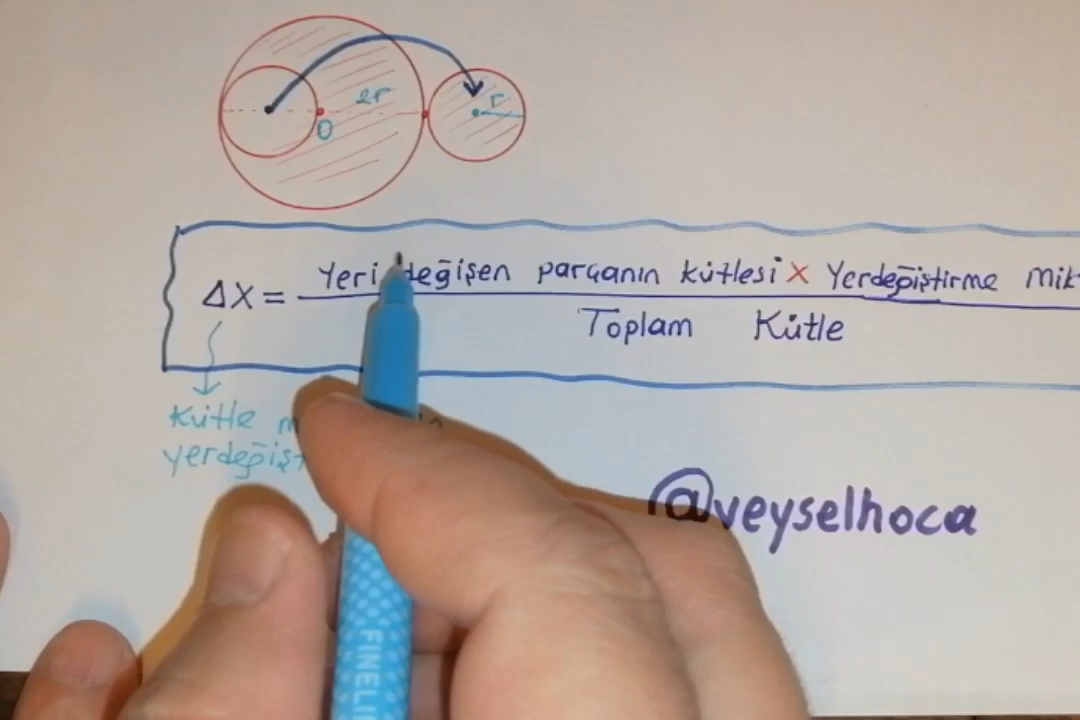 2r
r
O
ΔX = Yeri değişen parçanın kütlesi x Yerdeğiştirme mik
Toplam Kütle
Kütle
yerdeğişt
@veyselhoca
FINELI